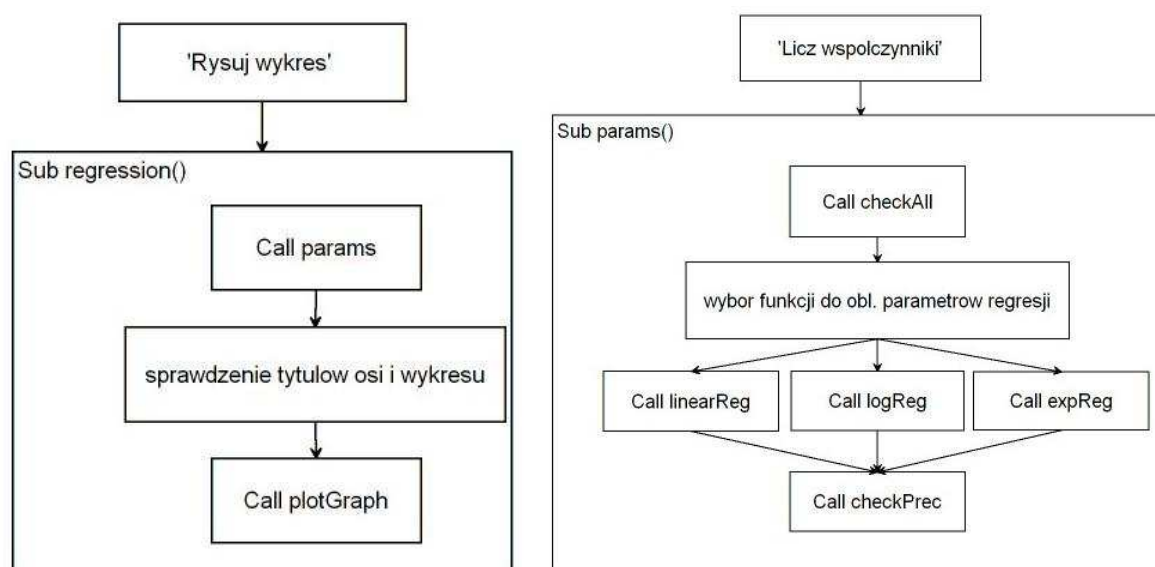 'Rysuj wykres'
Sub regression()
Call params
sprawdzenie tytulow osi i wykresu
Call plotGraph
'Licz wspolczynniki'
Sub params()
Call checkAll
wybor funkcji do obl. parametrow regresji
Call linearReg
Call logReg
Call expReg
Call checkPrec